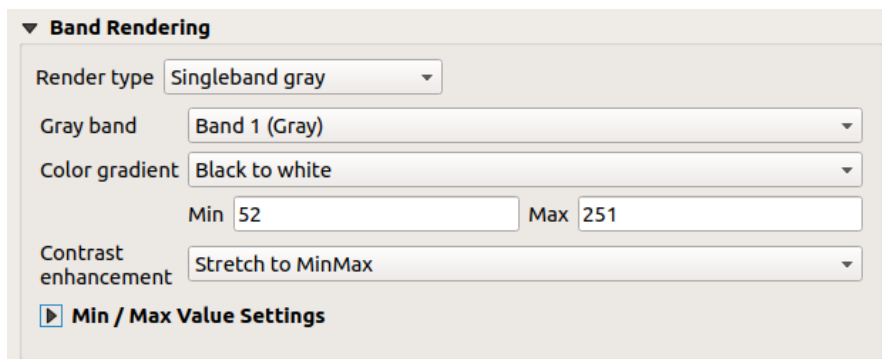 Band Rendering
Render type Singleband gray
Gray band Band 1 (Gray)
Color gradient Black to white
Min 52 Max 251
Contrast
enhancement Stretch to MinMax
Min / Max Value Settings